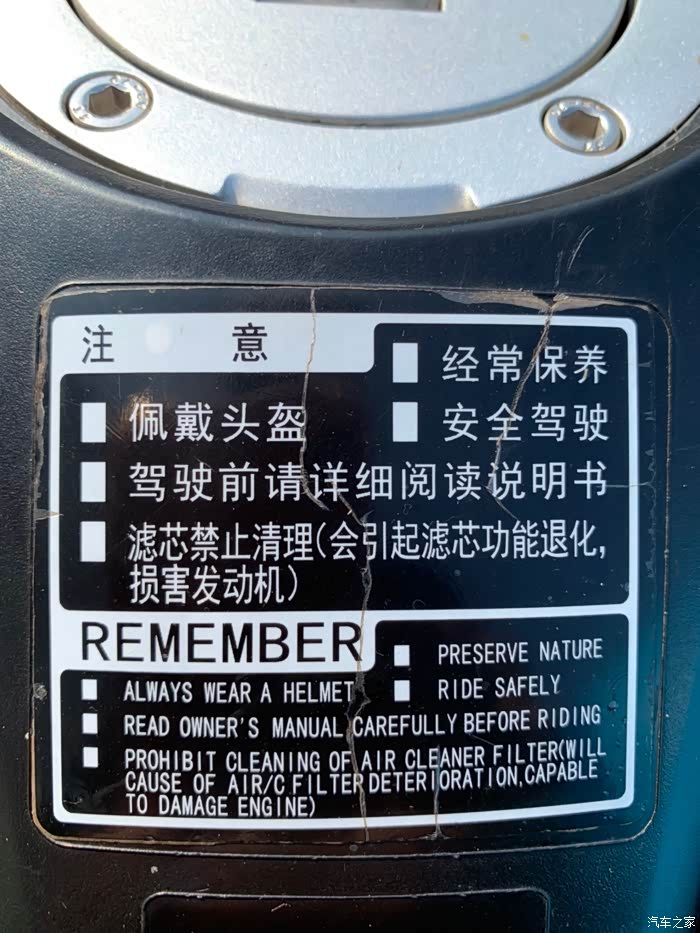 注 意
经常保养
佩戴头盔
安全驾驶
驾驶前请详细阅读说明书
滤芯禁止清理(会引起滤芯功能退化,
损害发动机)
REMEMBER
PRESERVE NATURE
ALWAYS WEAR A HELMET
RIDE SAFELY
READ OWNER'S MANUAL CAREFULLY BEFORE RIDING
PROHIBIT CLEANING OF AIR CLEANER FILTER(WILL
CAUSE OF AIR/C FILTER DETERIORATION,CAPABLE
TO DAMAGE ENGINE)
汽车之家